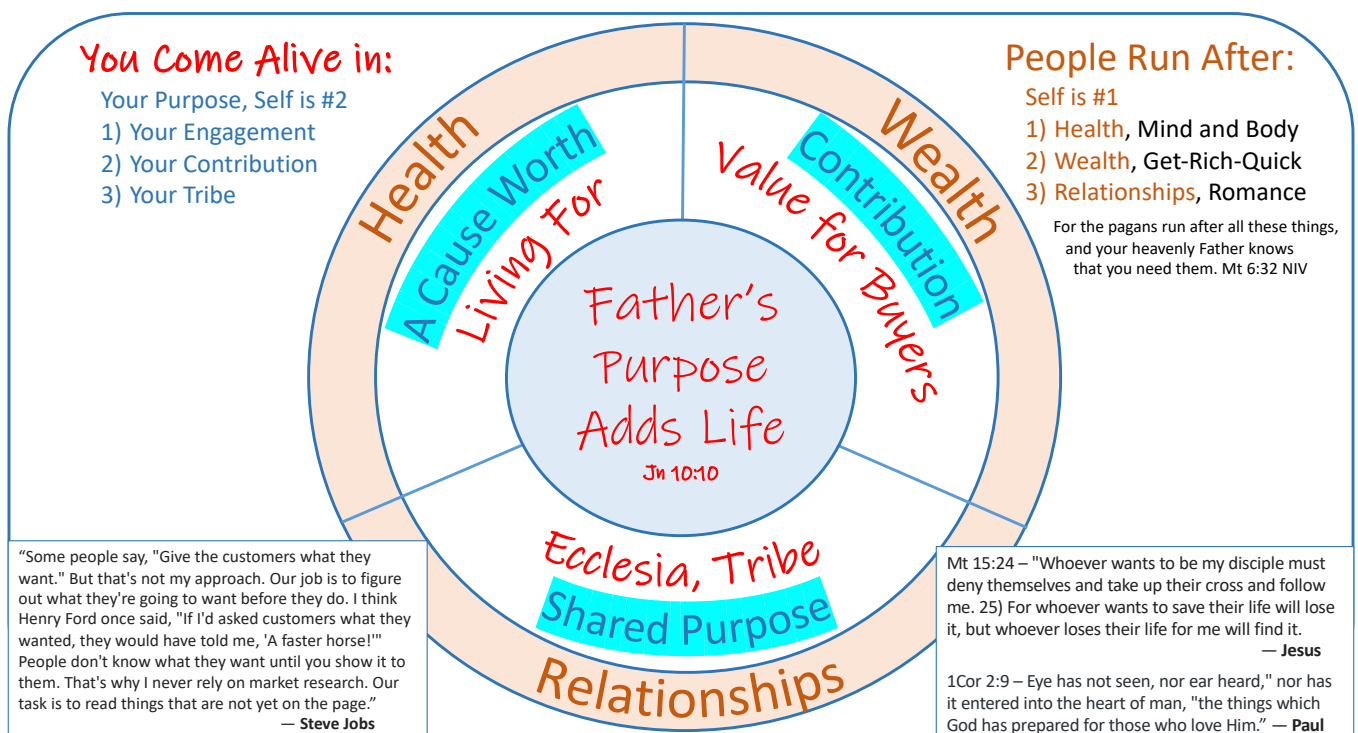 You Come Alive in:
Your Purpose, Self is #2
1) Your Engagement
2) Your Contribution
3) Your Tribe
People Run After:
Self is #1
1) Health, Mind and Body
2) Wealth, Get-Rich-Quick
3) Relationships, Romance
For the pagans run after all these things,
and your heavenly Father knows
that you need them. Mt 6:32 NIV
Health
A Cause Worth
Living For
Wealth
Contribution
Value for Buyers
Father's
Purpose
Adds Life
Jn 10:10
Ecclesia, Tribe
Shared Purpose
Relationships
“Some people say, "Give the customers what they
want." But that's not my approach. Our job is to figure
out what they're going to want before they do. I think
Henry Ford once said, "If I'd asked customers what they
wanted, they would have told me, 'A faster horse!'"
People don't know what they want until you show it to
them. That's why I never rely on market research. Our
task is to read things that are not yet on the page.”
— Steve Jobs
Mt 15:24 – "Whoever wants to be my disciple must
deny themselves and take up their cross and follow
me. 25) For whoever wants to save their life will lose
it, but whoever loses their life for me will find it.
— Jesus
1Cor 2:9 – Eye has not seen, nor ear heard," nor has
it entered into the heart of man, "the things which
God has prepared for those who love Him.” — Paul